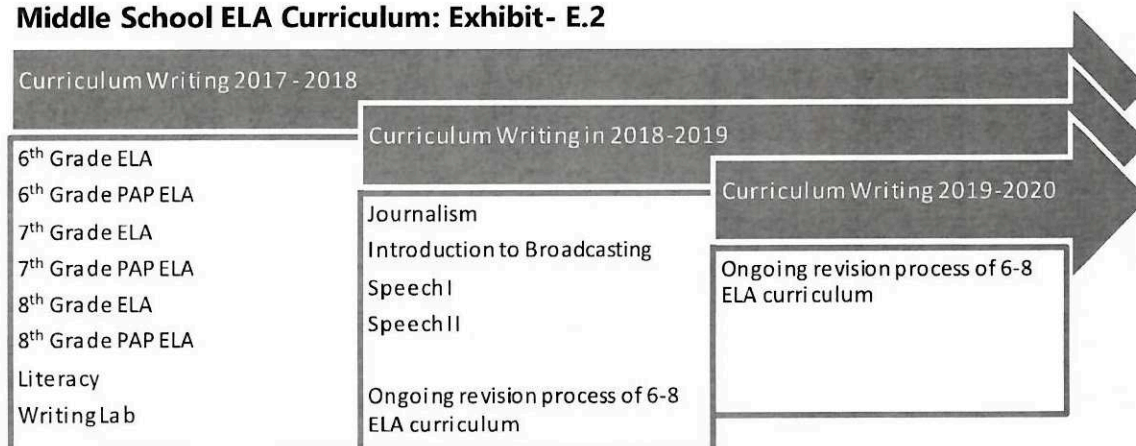 Middle School ELA Curriculum: Exhibit- E.2
Curriculum Writing 2017 - 2018
6th Grade ELA
6th Grade PAP ELA
7th Grade ELA
7th Grade PAP ELA
8th Grade ELA
8th Grade PAP ELA
Literacy
Writing Lab
Curriculum Writing in 2018-2019
Journalism
Introduction to Broadcasting
Speech I
Speech II
Ongoing revision process of 6-8
ELA curriculum
Curriculum Writing 2019-2020
Ongoing revision process of 6-8
ELA curriculum